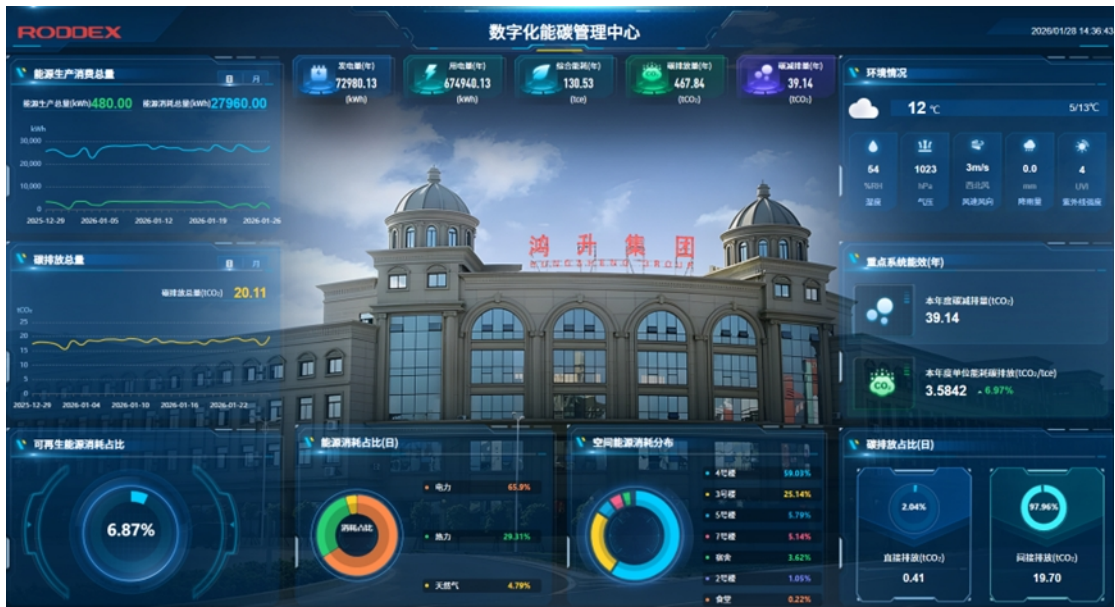 RODDEX
数字化能碳管理中心
2026/01/28 14:36:43
能源生产消费总量
日 月
能源生产总量(kWh)480.00 能源消耗总量(kWh)27960.00
kWh
30,000
20,000
10,000
0
2025-12-29 2026-01-05 2026-01-12 2026-01-19 2026-01-26
碳排放总量
日 月
碳排放总量(tCO₂) 20.11
tCO₂
25
20
15
10
5
0
2025-12-29 2026-01-04 2026-01-10 2026-01-16 2026-01-22
可再生能源消耗占比
6.87%
发电量(年)
72980.13
(kWh)
用电量(年)
674940.13
(kWh)
综合能耗(年)
130.53
(tce)
碳排放量(年)
467.84
(tCO₂)
碳减排量(年)
39.14
(tCO₂)
鸿升集团
HONGSHENG GROUP
能源消耗占比(日)
消耗占比
电力 65.9%
热力 29.31%
天然气 4.79%
空间能源消耗分布
4号楼 59.03%
3号楼 25.14%
5号楼 5.79%
7号楼 5.14%
宿舍 3.62%
2号楼 1.05%
食堂 0.22%
环境情况
12 ℃
5/13℃
54 1023 3m/s 0.0 4
%RH hPa 西北风 mm UVI
湿度 气压 风速风向 降雨量 紫外线强度
重点系统能效(年)
本年度碳减排量(tCO₂)
39.14
CO₂
本年度单位能耗碳排放(tCO₂/tce)
3.5842 6.97%
碳排放占比(日)
2.04% 97.96%
直接排放(tCO₂) 间接排放(tCO₂)
0.41 19.70